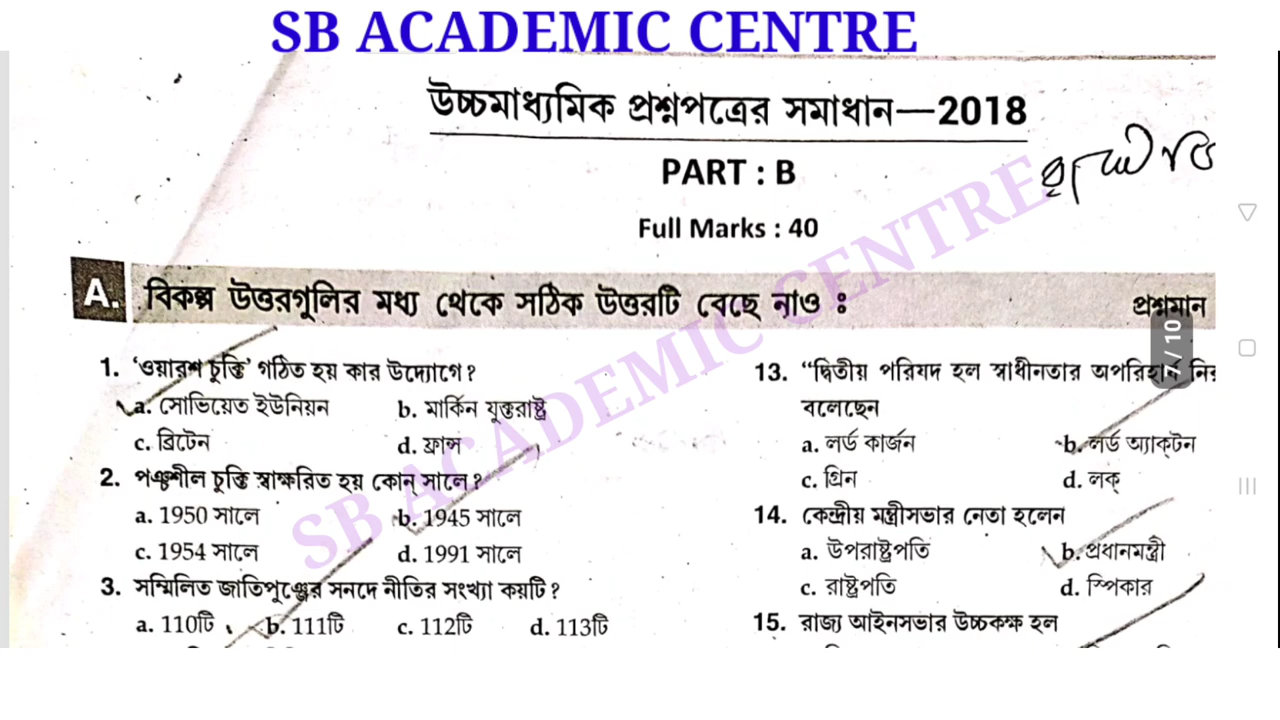 SB ACADEMIC CENTRE
উচ্চমাধ্যমিক প্রশ্নপত্রের সমাধান—2018
PART : B
Full Marks : 40
A. বিকল্প উত্তরগুলির মধ্য থেকে সঠিক উত্তরটি বেছে নাও ঃ প্রশ্নমান
1. ‘ওয়ারশ চুক্তি’ গঠিত হয় কার উদ্যোগে?
a. সোভিয়েত ইউনিয়ন b. মার্কিন যুক্তরাষ্ট্র
c. ব্রিটেন d. ফ্রান্স
2. পঞ্চশীল চুক্তি স্বাক্ষরিত হয় কোন্ সালে?
a. 1950 সালে b. 1945 সালে
c. 1954 সালে d. 1991 সালে
3. সম্মিলিত জাতিপুঞ্জের সনদে নীতির সংখ্যা কয়টি?
a. 110টি b. 111টি c. 112টি d. 113টি
13. “দ্বিতীয় পরিষদ হল স্বাধীনতার অপরিহার্য
বলেছেন
a. লর্ড কার্জন b. লর্ড অ্যাক্টন
c. গ্রিন d. লক্
14. কেন্দ্রীয় মন্ত্রীসভার নেতা হলেন
a. উপরাষ্ট্রপতি b. প্রধানমন্ত্রী
c. রাষ্ট্রপতি d. স্পিকার
15. রাজ্য আইনসভার উচ্চকক্ষ হল
7 / 10
SB ACADEMIC CENTRE